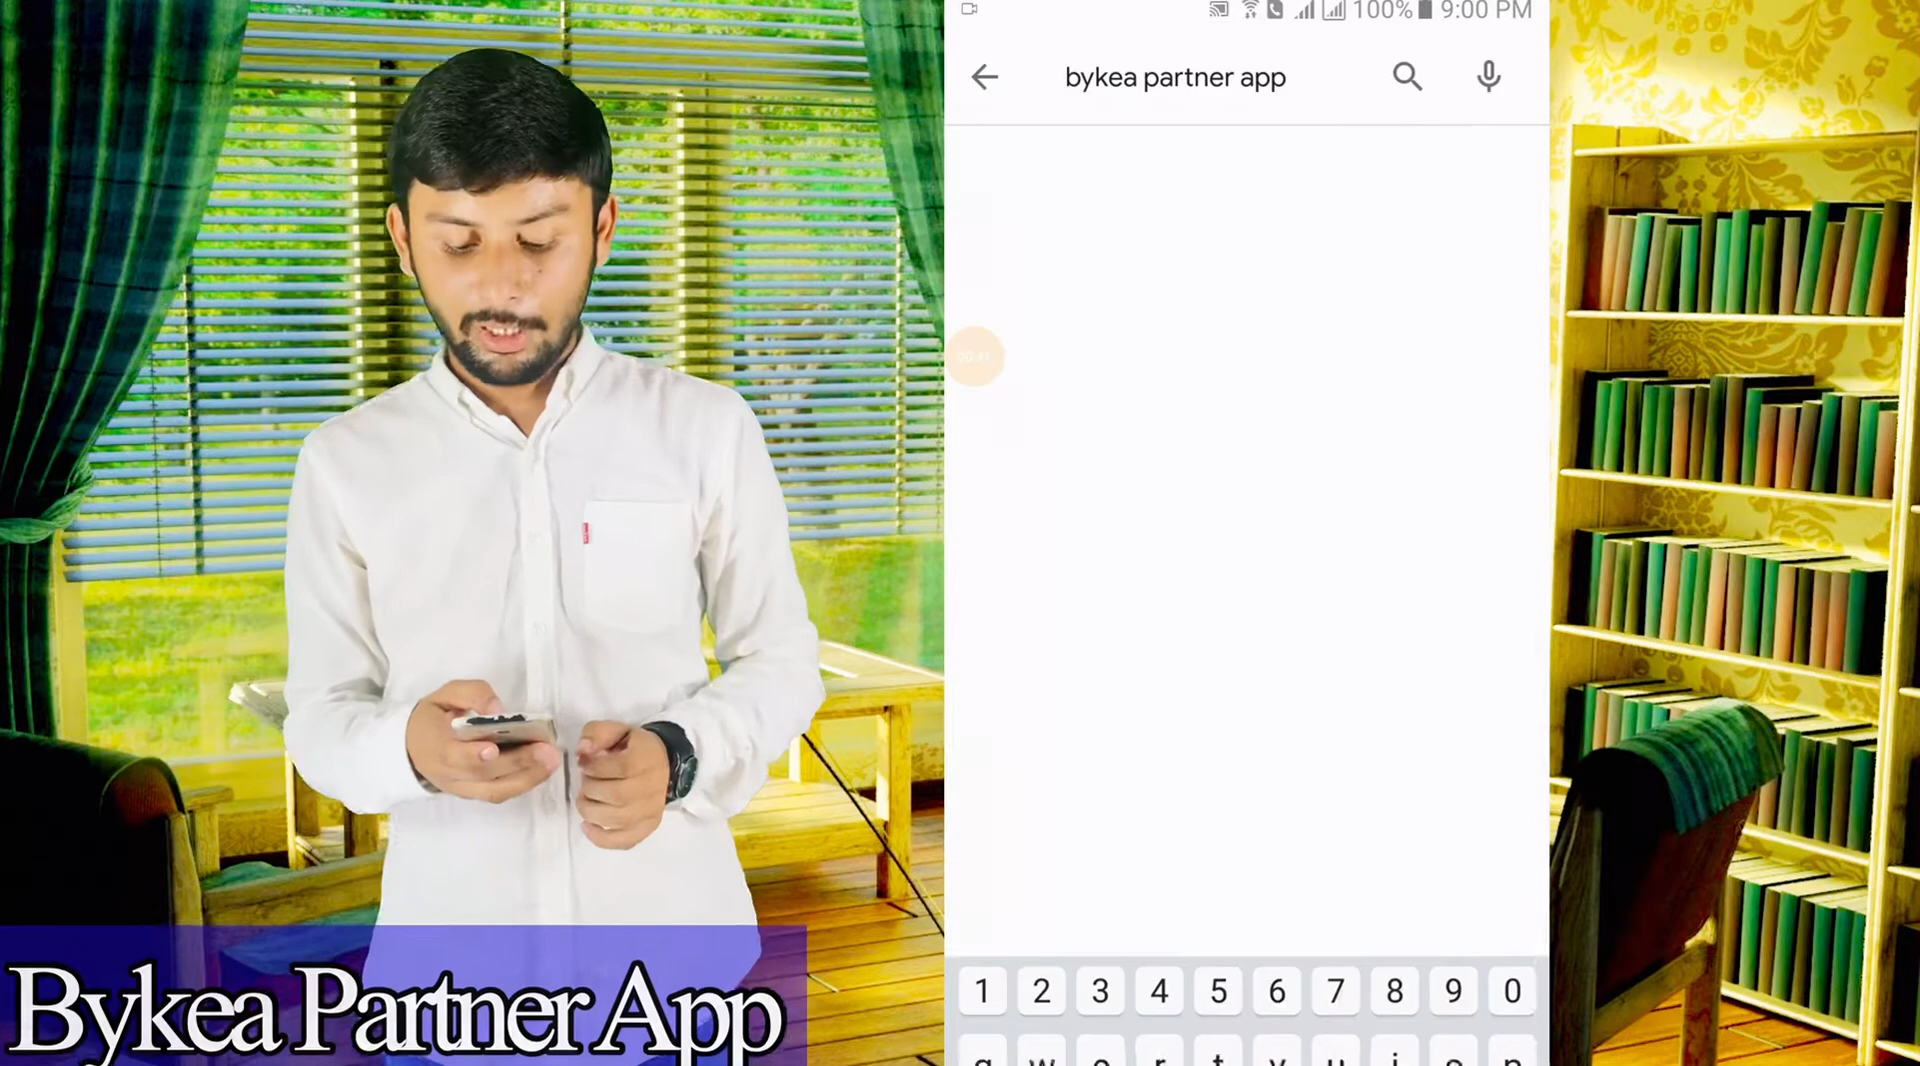 100% 9:00 PM
bykea partner app
1 2 3 4 5 6 7 8 9 0
q w e r t y u i o p
Bykea Partner App